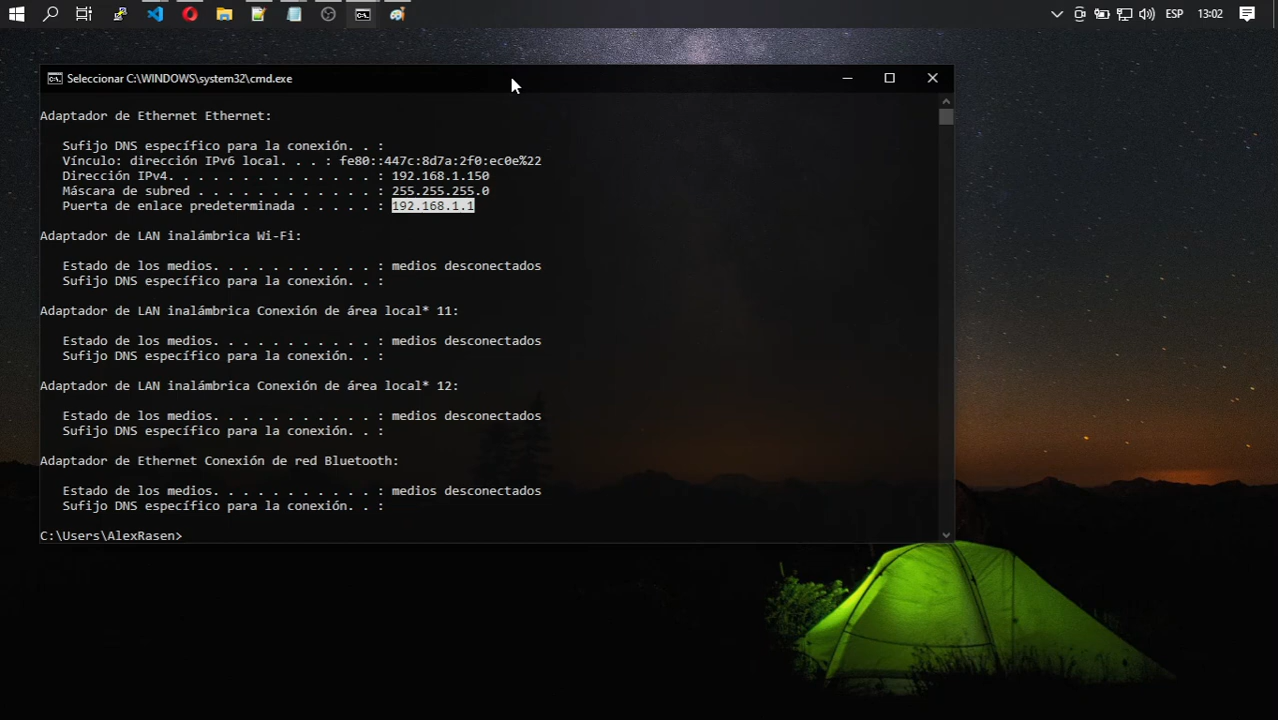 ESP
13:02
Seleccionar C:\WINDOWS\system32\cmd.exe
Adaptador de Ethernet Ethernet:
Sufijo DNS específico para la conexión. . :
Vínculo: dirección IPv6 local. . . : fe80::447c:8d7a:2f0:ec0e%22
Dirección IPv4. . . . . . . . . . . . . . : 192.168.1.150
Máscara de subred . . . . . . . . . . . . : 255.255.255.0
Puerta de enlace predeterminada . . . . . : 192.168.1.1
Adaptador de LAN inalámbrica Wi-Fi:
Estado de los medios. . . . . . . . . . . : medios desconectados
Sufijo DNS específico para la conexión. . :
Adaptador de LAN inalámbrica Conexión de área local* 11:
Estado de los medios. . . . . . . . . . . : medios desconectados
Sufijo DNS específico para la conexión. . :
Adaptador de LAN inalámbrica Conexión de área local* 12:
Estado de los medios. . . . . . . . . . . : medios desconectados
Sufijo DNS específico para la conexión. . :
Adaptador de Ethernet Conexión de red Bluetooth:
Estado de los medios. . . . . . . . . . . : medios desconectados
Sufijo DNS específico para la conexión. . :
C:\Users\AlexRasen>